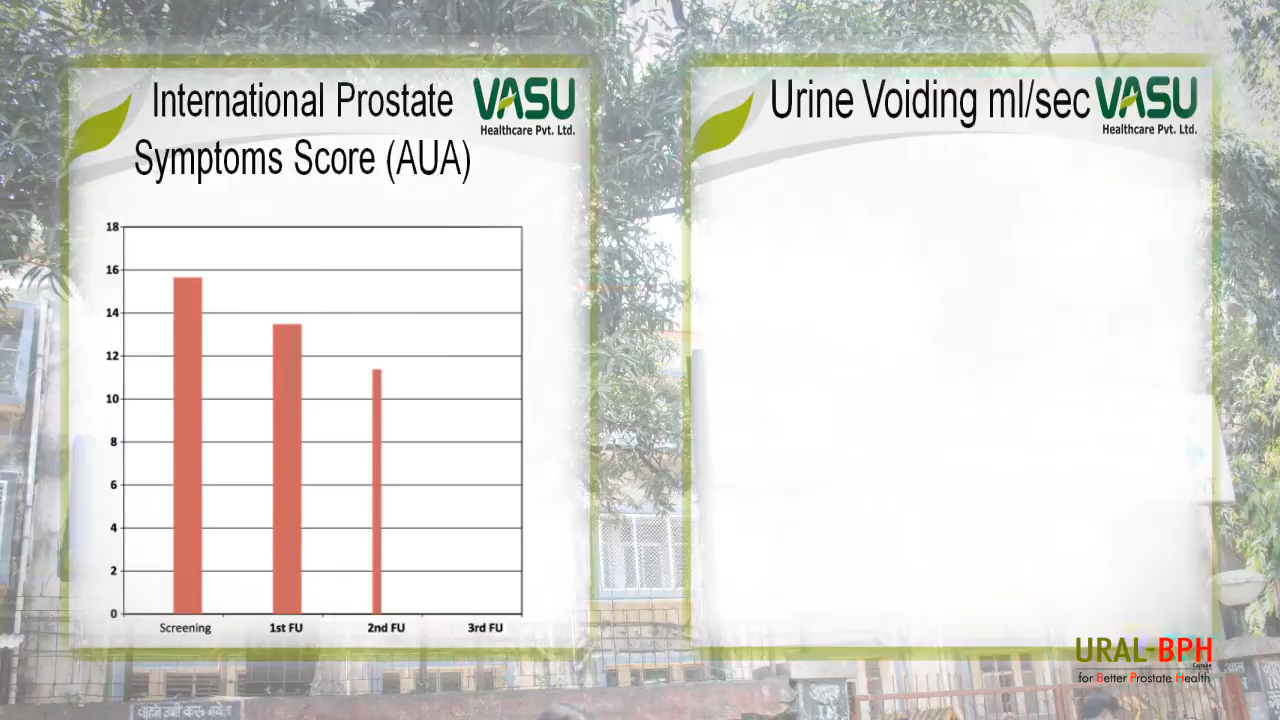 International Prostate
Symptoms Score (AUA)
VASU
Healthcare Pvt. Ltd.
18
16
14
12
10
8
6
4
2
0
Screening
1st FU
2nd FU
3rd FU
Urine Voiding ml/sec
VASU
Healthcare Pvt. Ltd.
URAL-BPH
Capsule
for Better Prostate Health